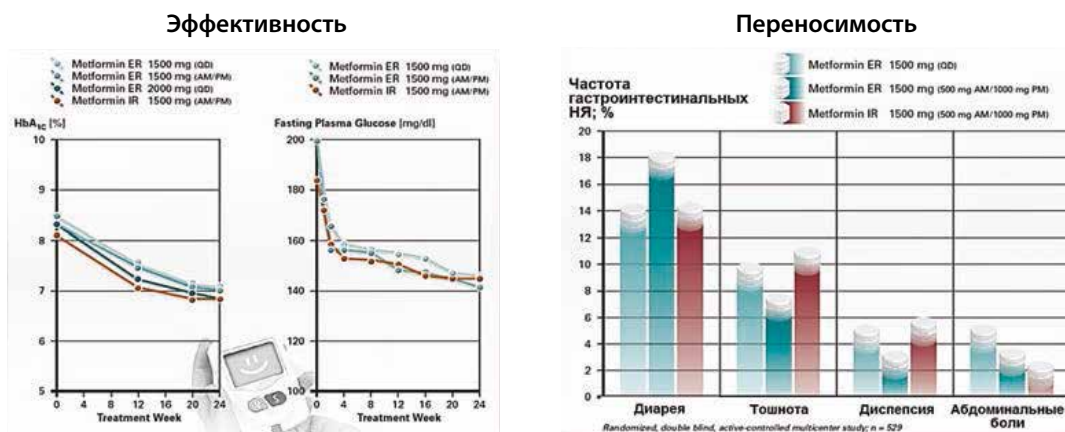 Эффективность
Metformin ER 1500 mg (QD)
Metformin ER 1500 mg (AM/PM)
Metformin ER 2000 mg (QD)
Metformin IR 1500 mg (AM/PM)
HbA1C [%]
10
9
8
7
6
5
0 4 8 12 16 20 24
Treatment Week
Metformin ER 1500 mg (QD)
Metformin ER 1500 mg (AM/PM)
Metformin IR 1500 mg (AM/PM)
Fasting Plasma Glucose [mg/dl]
200
180
160
140
120
100
0 4 8 12 16 20 24
Treatment Week
Переносимость
Metformin ER 1500 mg (QD)
Metformin ER 1500 mg (500 mg AM/1000 mg PM)
Metformin IR 1500 mg (500 mg AM/1000 mg PM)
Частота
гастроинтестинальных
НЯ; %
20
18
16
14
12
10
8
6
4
2
0
Диарея Тошнота Диспепсия Абдоминальные
боли
Randomized, double blind, active-controlled multicenter study; n = 529